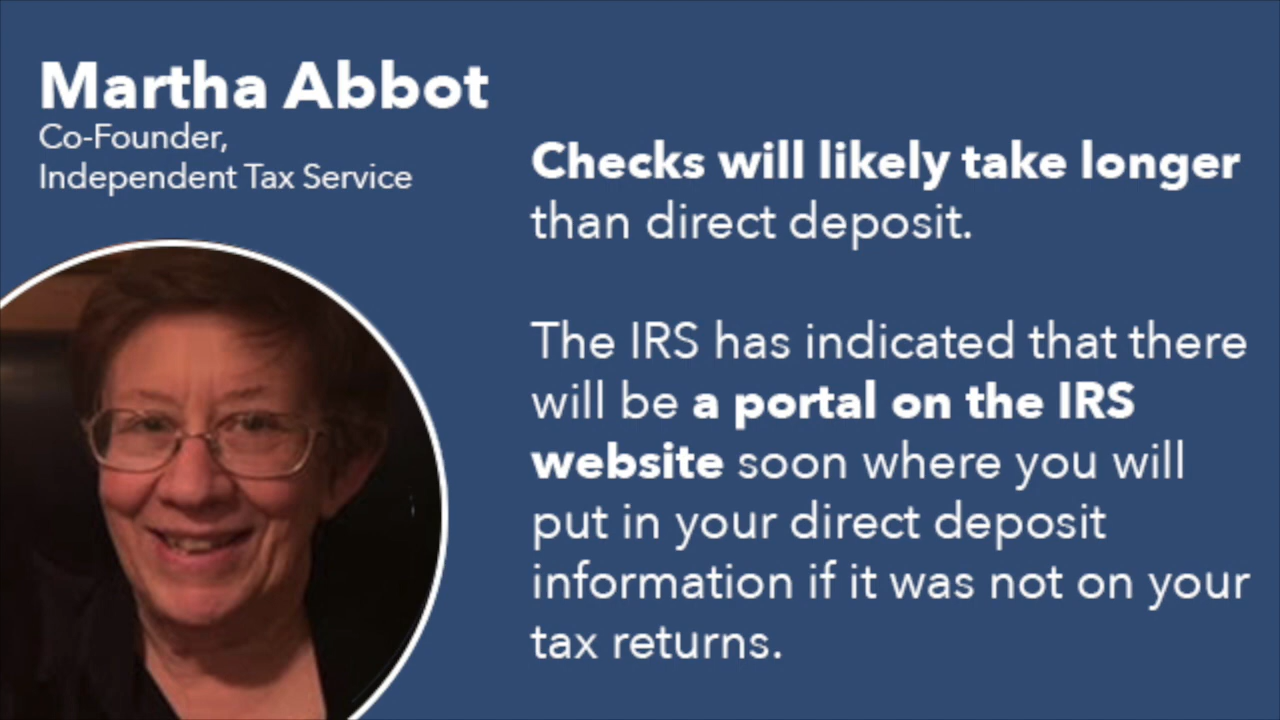 Martha Abbot
Co-Founder,
Independent Tax Service
Checks will likely take longer
than direct deposit.
The IRS has indicated that there
will be a portal on the IRS
website soon where you will
put in your direct deposit
information if it was not on your
tax returns.